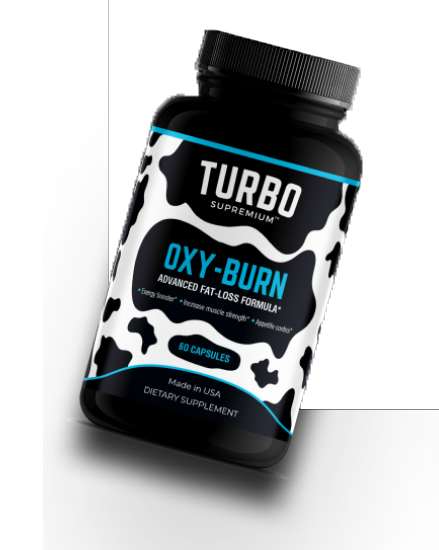 TURBO
SUPREMIUM™
OXY-BURN
ADVANCED FAT-LOSS FORMULA*
• Energy booster* • Increase muscle strength* • Appetite control*
60 CAPSULES
Made in USA
DIETARY SUPPLEMENT